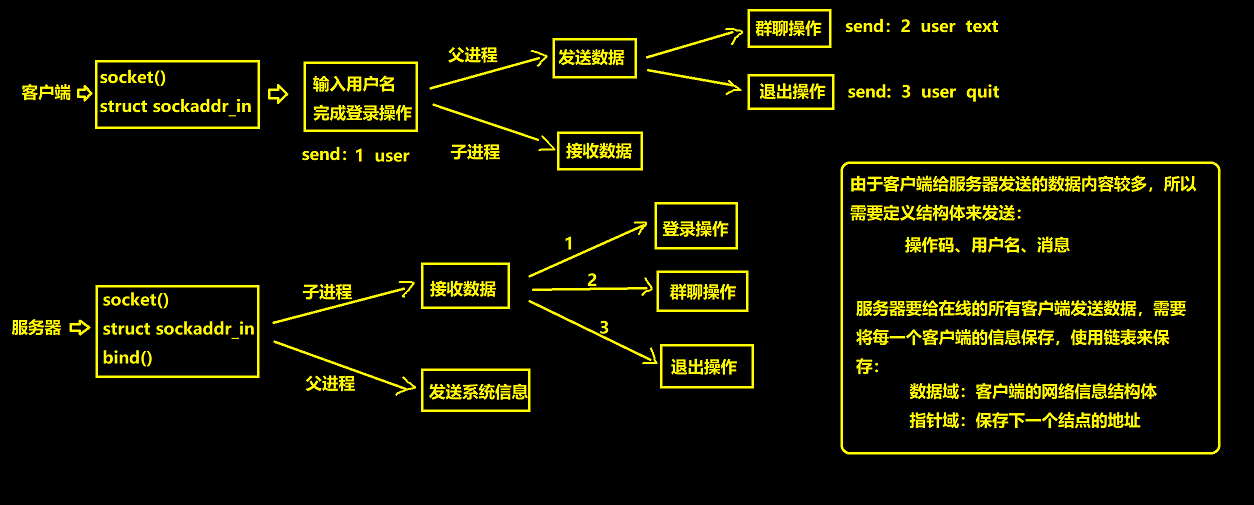 客户端
socket()
struct sockaddr_in
输入用户名
完成登录操作
send：1 user
父进程
发送数据
群聊操作
send：2 user text
退出操作
send：3 user quit
子进程
接收数据
服务器
socket()
struct sockaddr_in
bind()
子进程
接收数据
1
登录操作
2
群聊操作
3
退出操作
父进程
发送系统信息
由于客户端给服务器发送的数据内容较多，所以
需要定义结构体来发送：
操作码、用户名、消息
服务器要给在线的所有客户端发送数据，需要
将每一个客户端的信息保存，使用链表来保
存：
数据域：客户端的网络信息结构体
指针域：保存下一个结点的地址